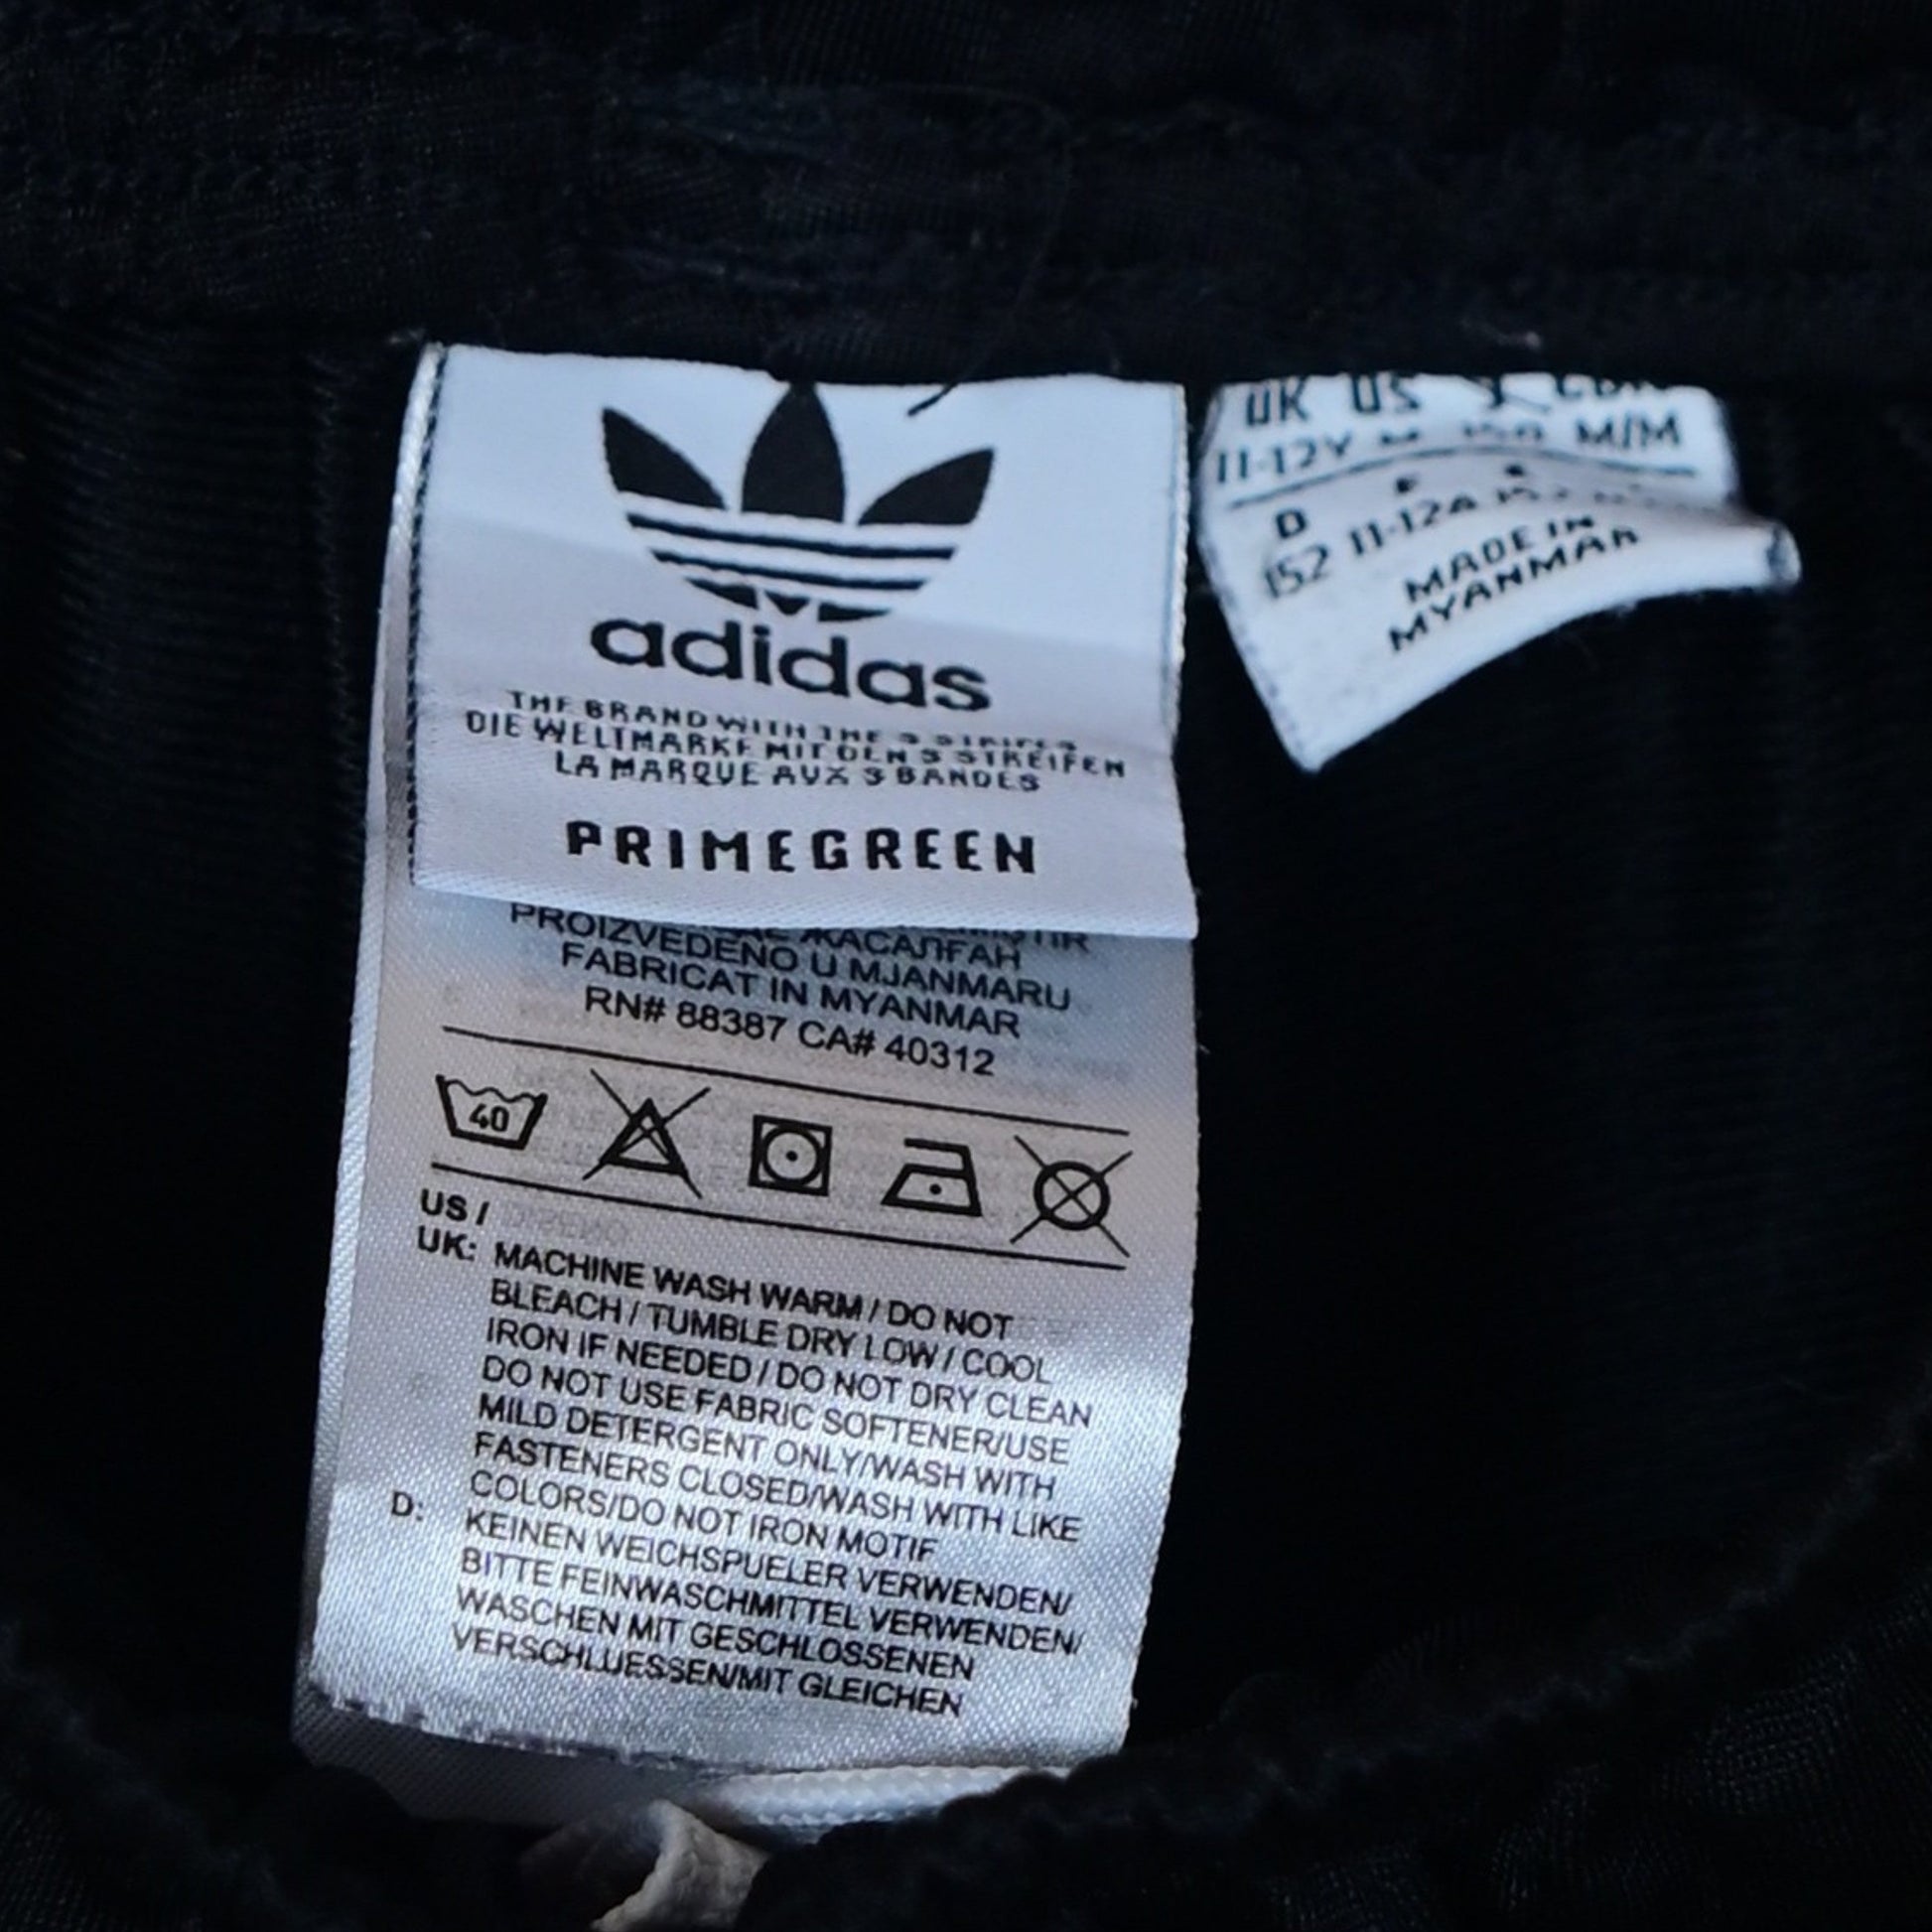 adidas
THE BRAND WITH THE 3 STRIPES
DIE WELTMARKE MIT DEN 3 STREIFEN
LA MARQUE AUX 3 BANDES
PRIMEGREEN
ЖАСАЛҒАН
PROIZVEDENO U MJANMARU
FABRICAT IN MYANMAR
RN# 88387 CA# 40312
40
US /
UK: MACHINE WASH WARM / DO NOT
BLEACH / TUMBLE DRY LOW / COOL
IRON IF NEEDED / DO NOT DRY CLEAN
DO NOT USE FABRIC SOFTENER/USE
MILD DETERGENT ONLY/WASH WITH
FASTENERS CLOSED/WASH WITH LIKE
COLORS/DO NOT IRON MOTIF
D: KEINEN WEICHSPUELER VERWENDEN/
BITTE FEINWASCHMITTEL VERWENDEN/
WASCHEN MIT GESCHLOSSENEN
VERSCHLUESSEN/MIT GLEICHEN
UK US J
11-12Y M 150 M/M
D F
152 11-12A
MADE IN
MYANMAR